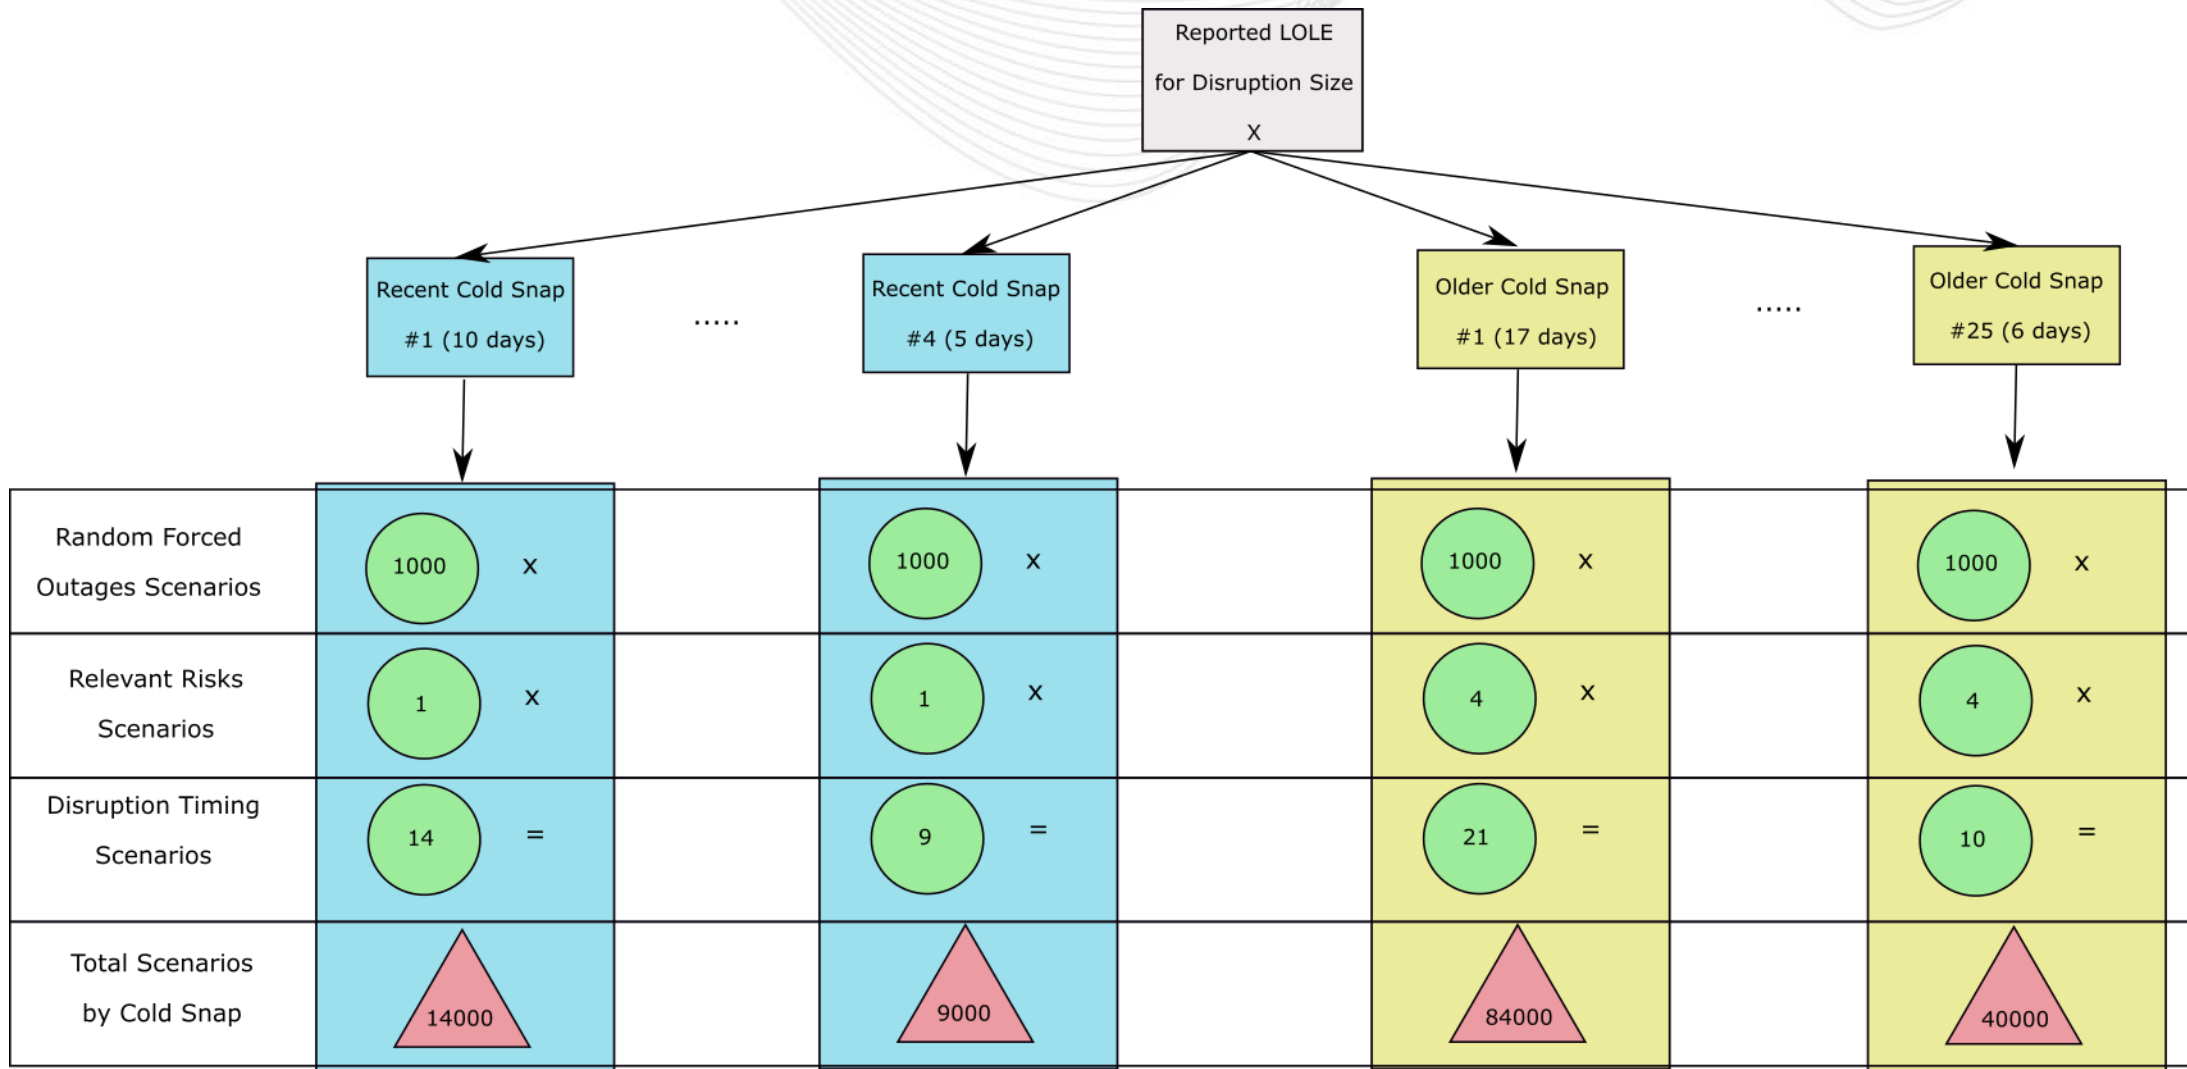 Reported LOLE
for Disruption Size
X
Recent Cold Snap
#1 (10 days)
.....
Recent Cold Snap
#4 (5 days)
Older Cold Snap
#1 (17 days)
.....
Older Cold Snap
#25 (6 days)
Random Forced
Outages Scenarios
1000 x
1000 x
1000 x
1000 x
Relevant Risks
Scenarios
1 x
1 x
4 x
4 x
Disruption Timing
Scenarios
14 =
9 =
21 =
10 =
Total Scenarios
by Cold Snap
14000
9000
84000
40000